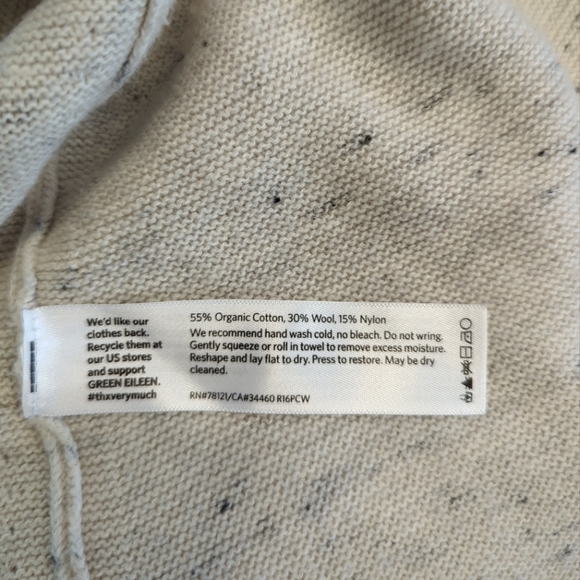 We'd like our
clothes back.
Recycle them at
our US stores
and support
GREEN EILEEN.
#thxverymuch
55% Organic Cotton, 30% Wool, 15% Nylon
We recommend hand wash cold, no bleach. Do not wring.
Gently squeeze or roll in towel to remove excess moisture.
Reshape and lay flat to dry. Press to restore. May be dry
cleaned.
RN#78121/CA#34460 R16PCW